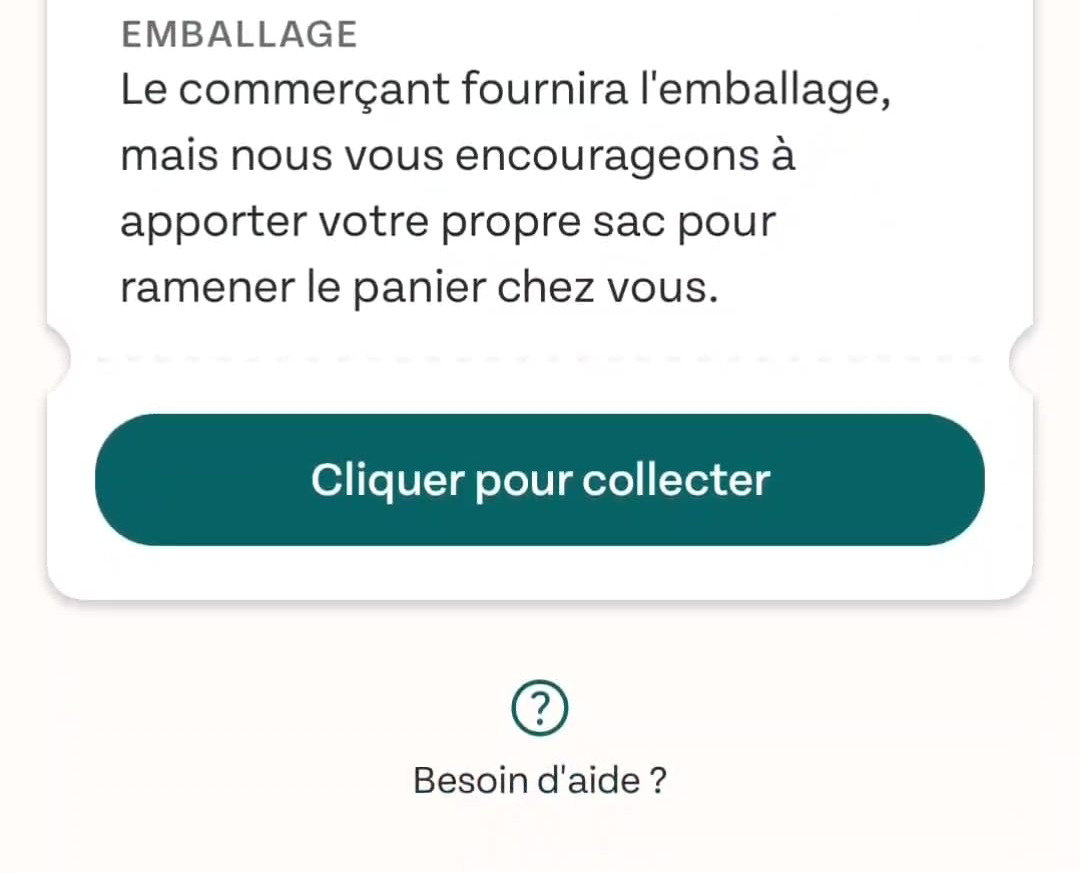 EMBALLAGE
Le commerçant fournira l'emballage,
mais nous vous encourageons à
apporter votre propre sac pour
ramener le panier chez vous.
Cliquer pour collecter
?
Besoin d'aide ?